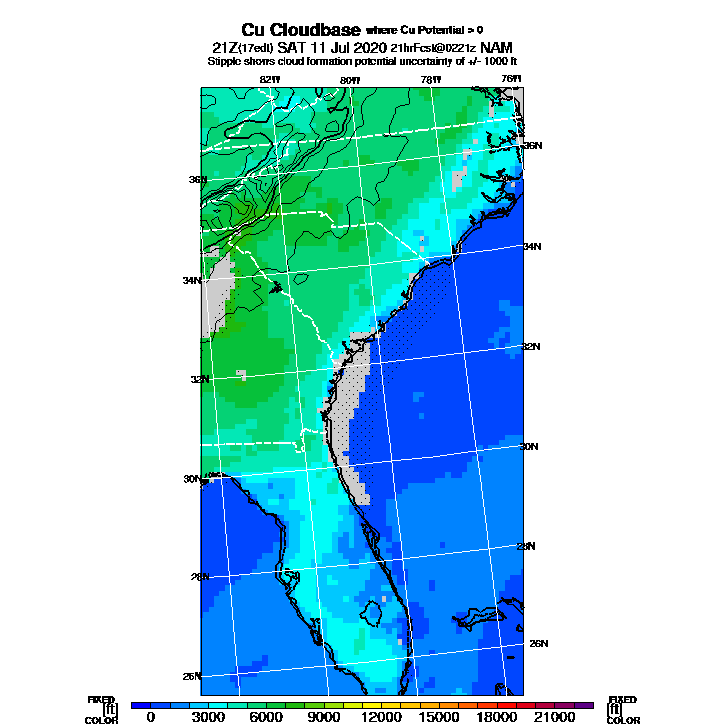 Cu Cloudbase where Cu Potential > 0
21Z(17edt) SAT 11 Jul 2020 21hrFcst@0221z NAM
Stipple shows cloud formation potential uncertainty of +/- 1000 ft
82W 80W 78W 76W
36N
36N
34N
34N
32N
32N
30N
30N
28N
28N
26N
26N
FIXED FIXED
[ft] [ft]
COLOR 0 3000 6000 9000 12000 15000 18000 21000 COLOR